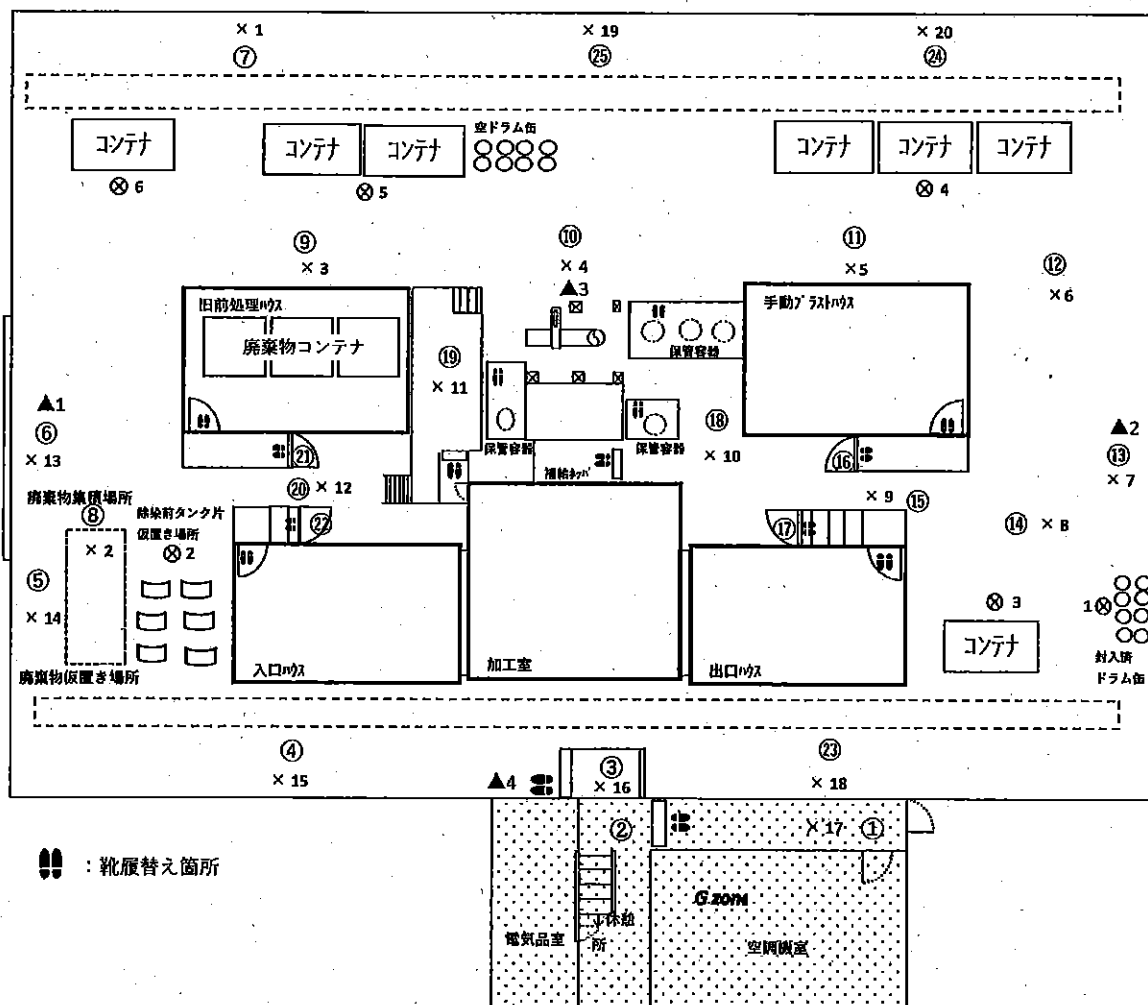 × 1
× 19
× 20
⑦
㉕
㉔
コンテナ
コンテナ
コンテナ
空ドラム缶
コンテナ
コンテナ
コンテナ
⊗ 6
⊗ 5
⊗ 4
⑨
⑩
⑪
⑫
× 3
× 4
× 5
× 6
▲3
旧前処理ハウス
手動ブラストハウス
廃棄物コンテナ
保管容器
⑲
× 11
▲1
⑥
× 13
⑱
× 10
▲2
⑬
× 7
保管容器
保管容器
補給ホッパ
㉑
⑯
⑳
× 12
× 9
⑮
廃棄物集積場所
⑧
除染前タンク片
仮置き場所
× 2
⊗ 2
㉒
⑰
⑭
× 8
⑤
× 14
⊗ 3
1⊗
コンテナ
封入済
ドラム缶
廃棄物仮置き場所
入口ハウス
加工室
出口ハウス
④
× 15
▲4
③
× 16
㉓
× 18
②
× 17
①
：靴履替え箇所
G zone
休憩
所
電気品室
空調機室